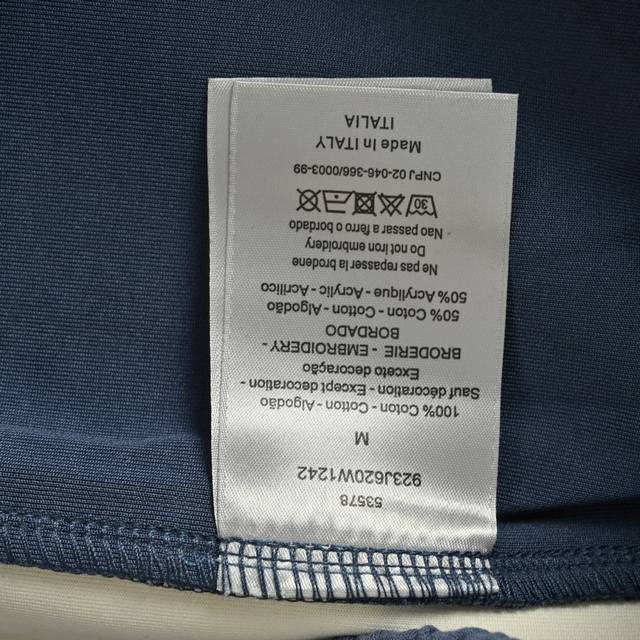 53578
923J620W1242
M
100% Coton - Cotton - Algodão
Sauf décoration - Except decoration -
Exceto decoração
BRODERIE - EMBROIDERY -
BORDADO
50% Coton - Cotton - Algodão
50% Acrylique - Acrylic - Acrílico
Ne pas repasser la broderie
Do not iron embroidery
Nao passar a ferro o bordado
30
CNPJ 02-046-366/0003-99
Made In ITALY
ITALIA